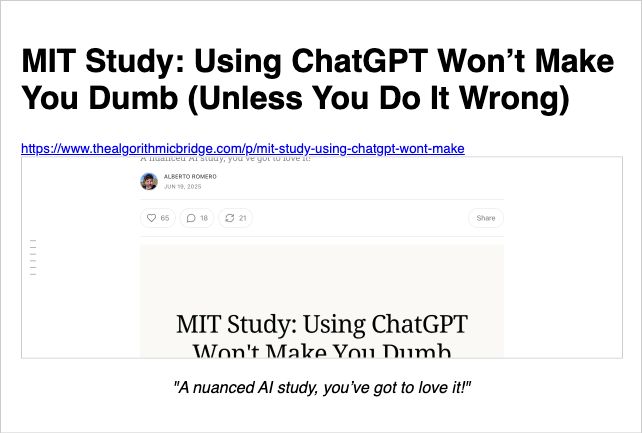 MIT Study: Using ChatGPT Won’t Make
You Dumb (Unless You Do It Wrong)
https://www.thealgorithmicbridge.com/p/mit-study-using-chatgpt-wont-make
A nuanced AI study, you’ve got to love it!
ALBERTO ROMERO
JUN 19, 2025
65 18 21 Share
MIT Study: Using ChatGPT
Won't Make You Dumb
"A nuanced AI study, you’ve got to love it!"